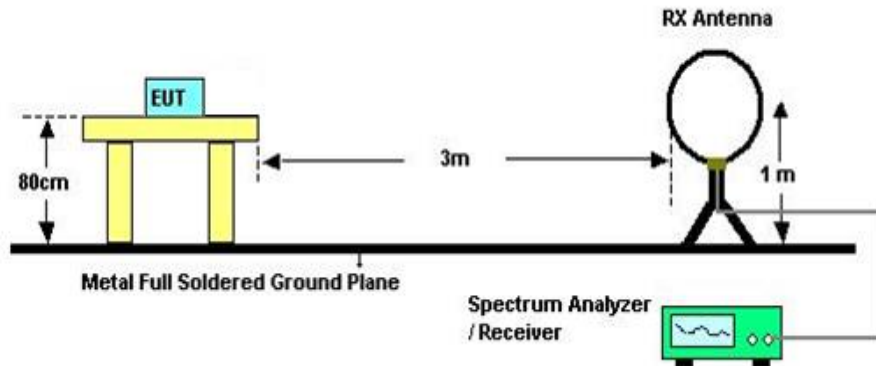 RX Antenna
EUT
80cm
3m
1 m
Metal Full Soldered Ground Plane
Spectrum Analyzer
/ Receiver